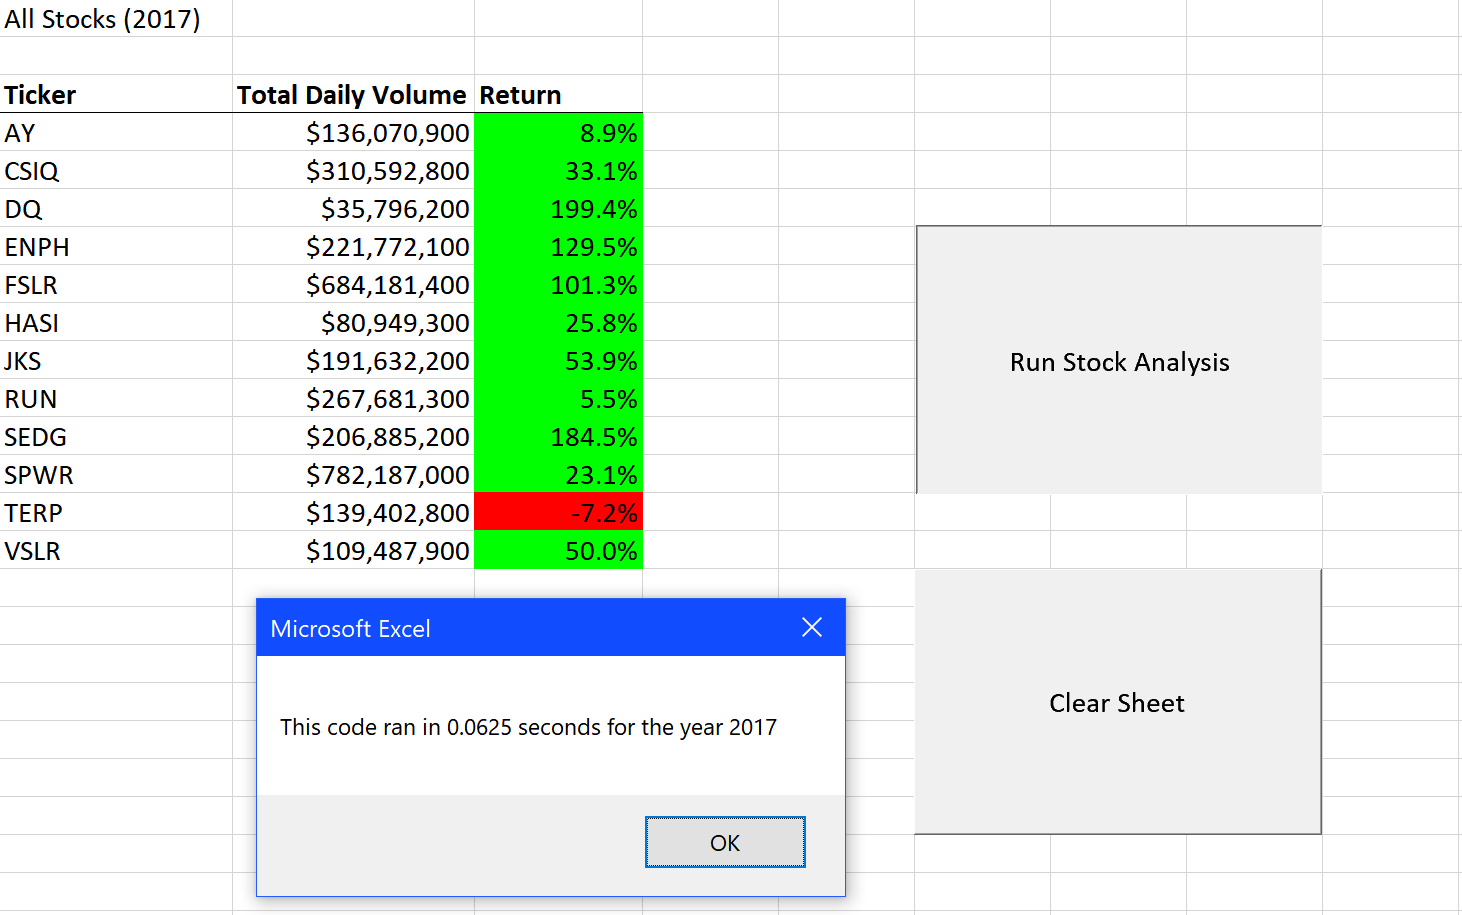 All Stocks (2017)
Ticker Total Daily Volume Return
AY $136,070,900 8.9%
CSIQ $310,592,800 33.1%
DQ $35,796,200 199.4%
ENPH $221,772,100 129.5%
FSLR $684,181,400 101.3%
HASI $80,949,300 25.8%
JKS $191,632,200 53.9%
RUN $267,681,300 5.5%
SEDG $206,885,200 184.5%
SPWR $782,187,000 23.1%
TERP $139,402,800 -7.2%
VSLR $109,487,900 50.0%
Run Stock Analysis
Clear Sheet
Microsoft Excel
This code ran in 0.0625 seconds for the year 2017
OK